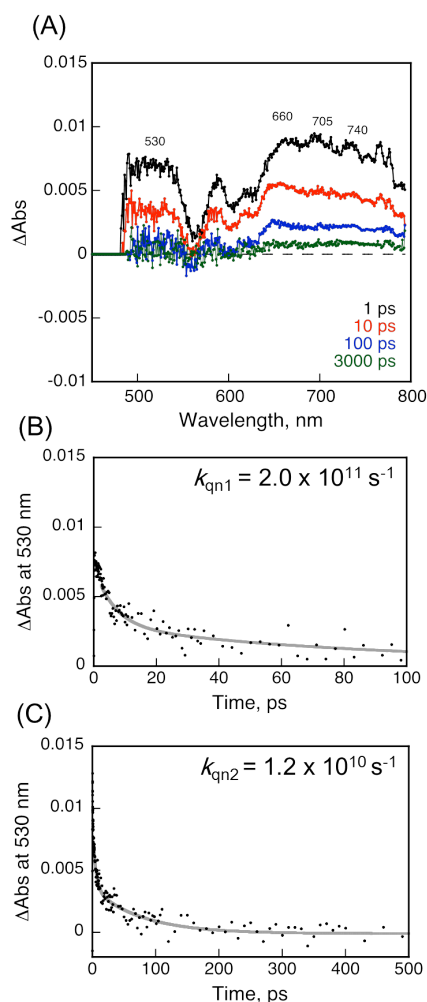 (A)
0.015
0.01
0.005
0
-0.005
-0.01
ΔAbs
530
660
705
740
1 ps
10 ps
100 ps
3000 ps
500
600
700
800
Wavelength, nm
(B)
0.015
0.01
0.005
0
ΔAbs at 530 nm
kqn1 = 2.0 x 10¹¹ s⁻¹
0
20
40
60
80
100
Time, ps
(C)
0.015
0.01
0.005
0
ΔAbs at 530 nm
kqn2 = 1.2 x 10¹⁰ s⁻¹
0
100
200
300
400
500
Time, ps